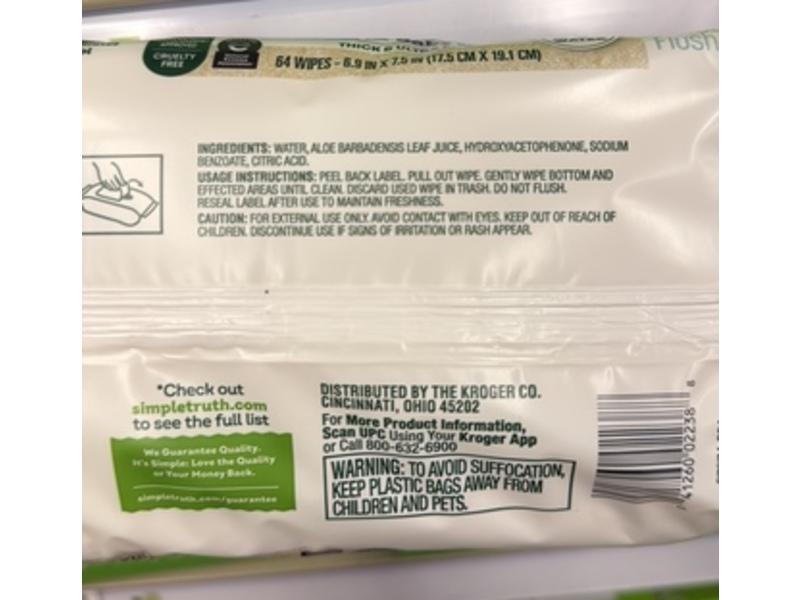 APPROVED
CRUELTY
FREE
THICK &
64 WIPES - 6.9 IN X 7.5 IN (17.5 CM X 19.1 CM)
Flush
INGREDIENTS: WATER, ALOE BARBADENSIS LEAF JUICE, HYDROXYACETOPHENONE, SODIUM
BENZOATE, CITRIC ACID.
USAGE INSTRUCTIONS: PEEL BACK LABEL. PULL OUT WIPE. GENTLY WIPE BOTTOM AND
EFFECTED AREAS UNTIL CLEAN. DISCARD USED WIPE IN TRASH. DO NOT FLUSH.
RESEAL LABEL AFTER USE TO MAINTAIN FRESHNESS.
CAUTION: FOR EXTERNAL USE ONLY. AVOID CONTACT WITH EYES. KEEP OUT OF REACH OF
CHILDREN. DISCONTINUE USE IF SIGNS OF IRRITATION OR RASH APPEAR.
*Check out
simpletruth.com
to see the full list
We Guarantee Quality.
It's Simple: Love the Quality
or Your Money Back.
simpletruth.com/guarantee
DISTRIBUTED BY THE KROGER CO.
CINCINNATI, OHIO 45202
For More Product Information,
Scan UPC Using Your Kroger App
or Call 800-632-6900
WARNING: TO AVOID SUFFOCATION,
KEEP PLASTIC BAGS AWAY FROM
CHILDREN AND PETS.
41260 02238 8